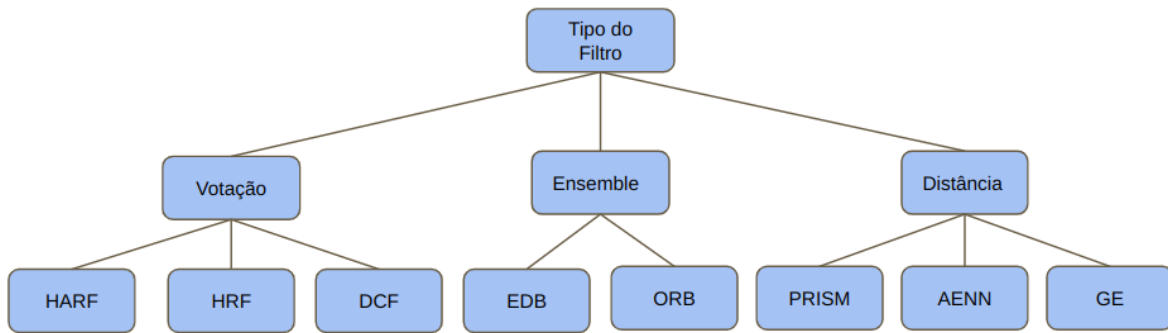 Tipo do
Filtro
Votação
Ensemble
Distância
HARF
HRF
DCF
EDB
ORB
PRISM
AENN
GE